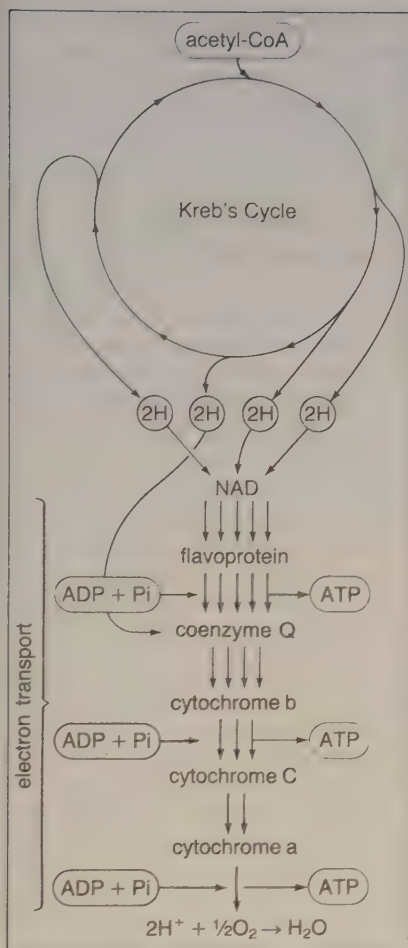 acetyl-CoA
Kreb's Cycle
2H 2H 2H 2H
NAD
flavoprotein
ADP + Pi ATP
coenzyme Q
electron transport
cytochrome b
ADP + Pi ATP
cytochrome C
cytochrome a
ADP + Pi ATP
2H⁺ + ½O₂ → H₂O